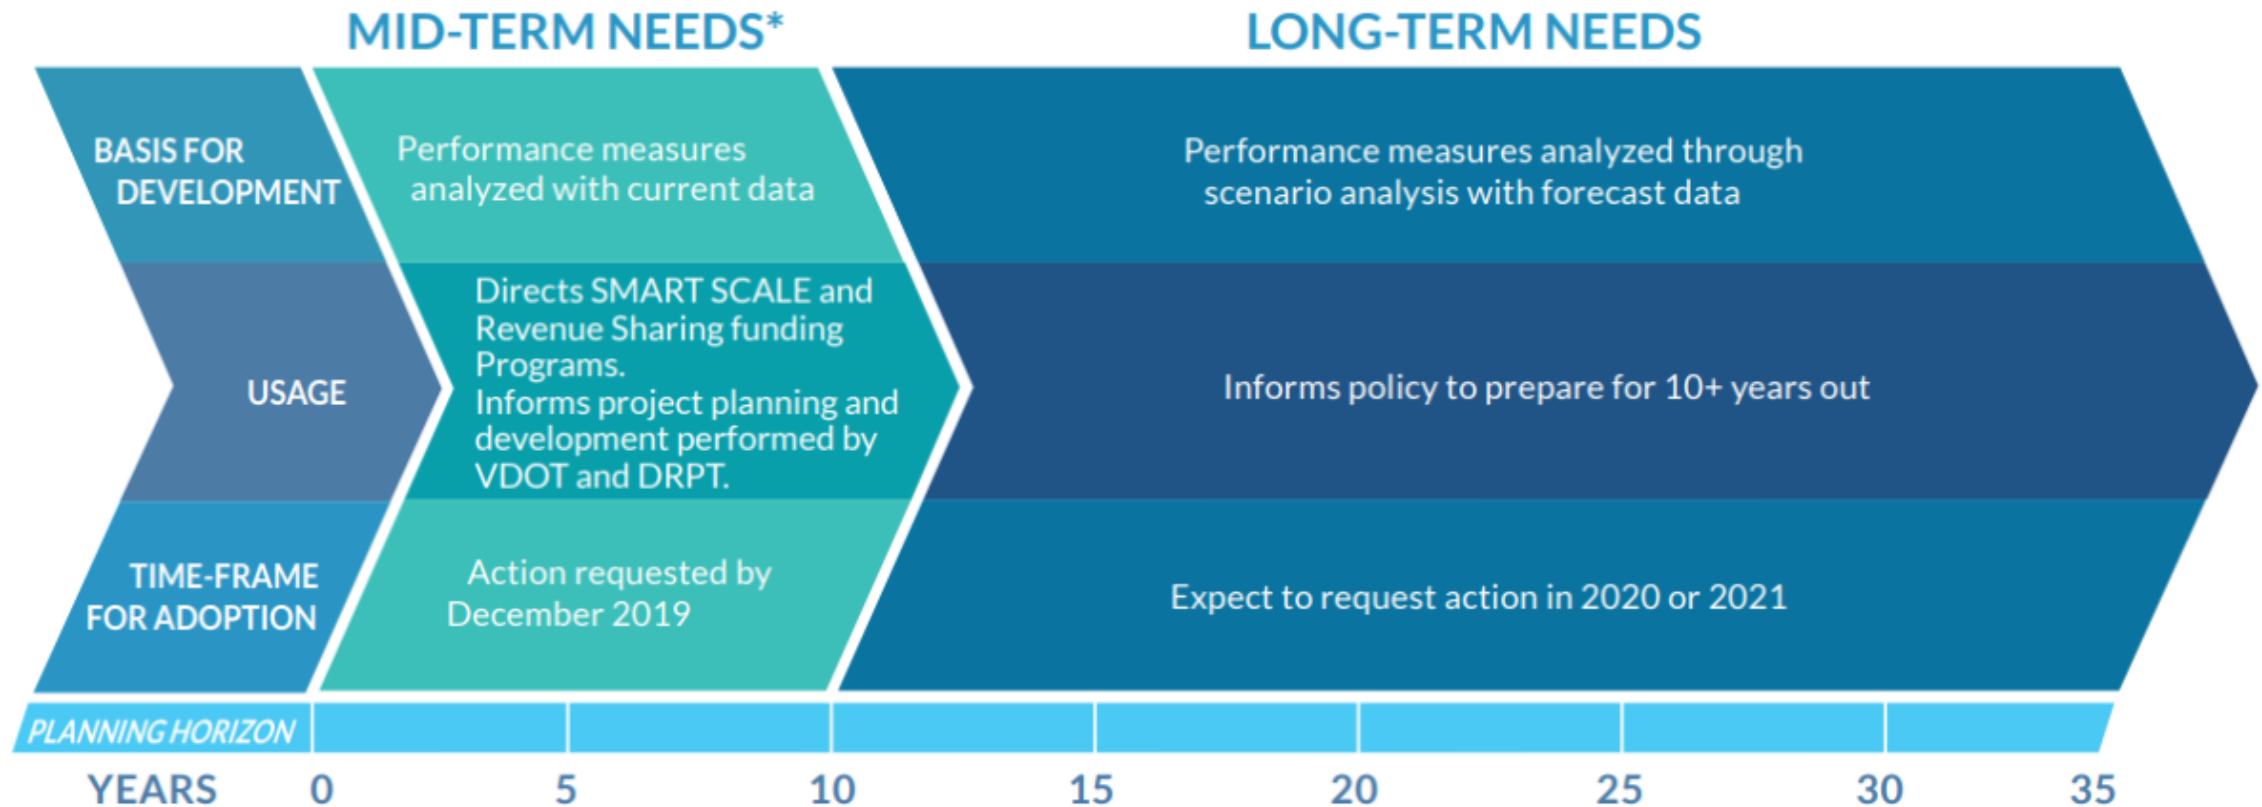 MID-TERM NEEDS*
LONG-TERM NEEDS
BASIS FOR
DEVELOPMENT
Performance measures
analyzed with current data
Performance measures analyzed through
scenario analysis with forecast data
USAGE
Directs SMART SCALE and
Revenue Sharing funding
Programs.
Informs project planning and
development performed by
VDOT and DRPT.
Informs policy to prepare for 10+ years out
TIME-FRAME
FOR ADOPTION
Action requested by
December 2019
Expect to request action in 2020 or 2021
PLANNING HORIZON
YEARS 0 5 10 15 20 25 30 35